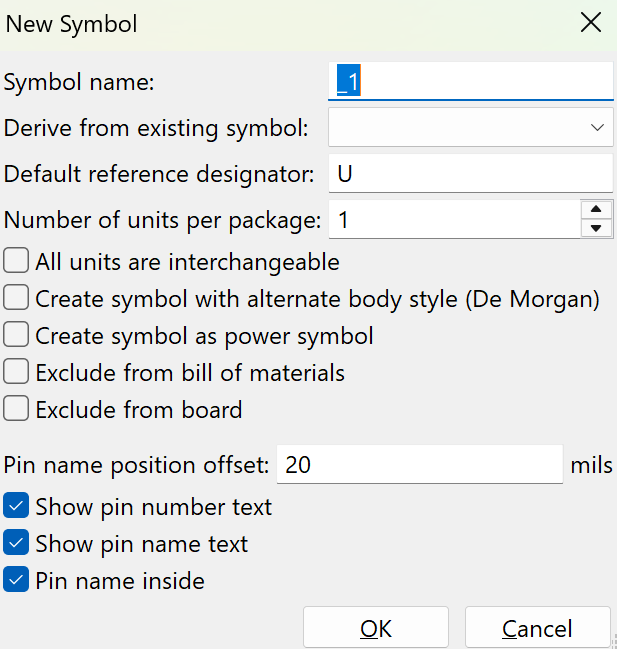 New Symbol
Symbol name: _1
Derive from existing symbol:
Default reference designator: U
Number of units per package: 1
All units are interchangeable
Create symbol with alternate body style (De Morgan)
Create symbol as power symbol
Exclude from bill of materials
Exclude from board
Pin name position offset: 20 mils
Show pin number text
Show pin name text
Pin name inside
OK Cancel